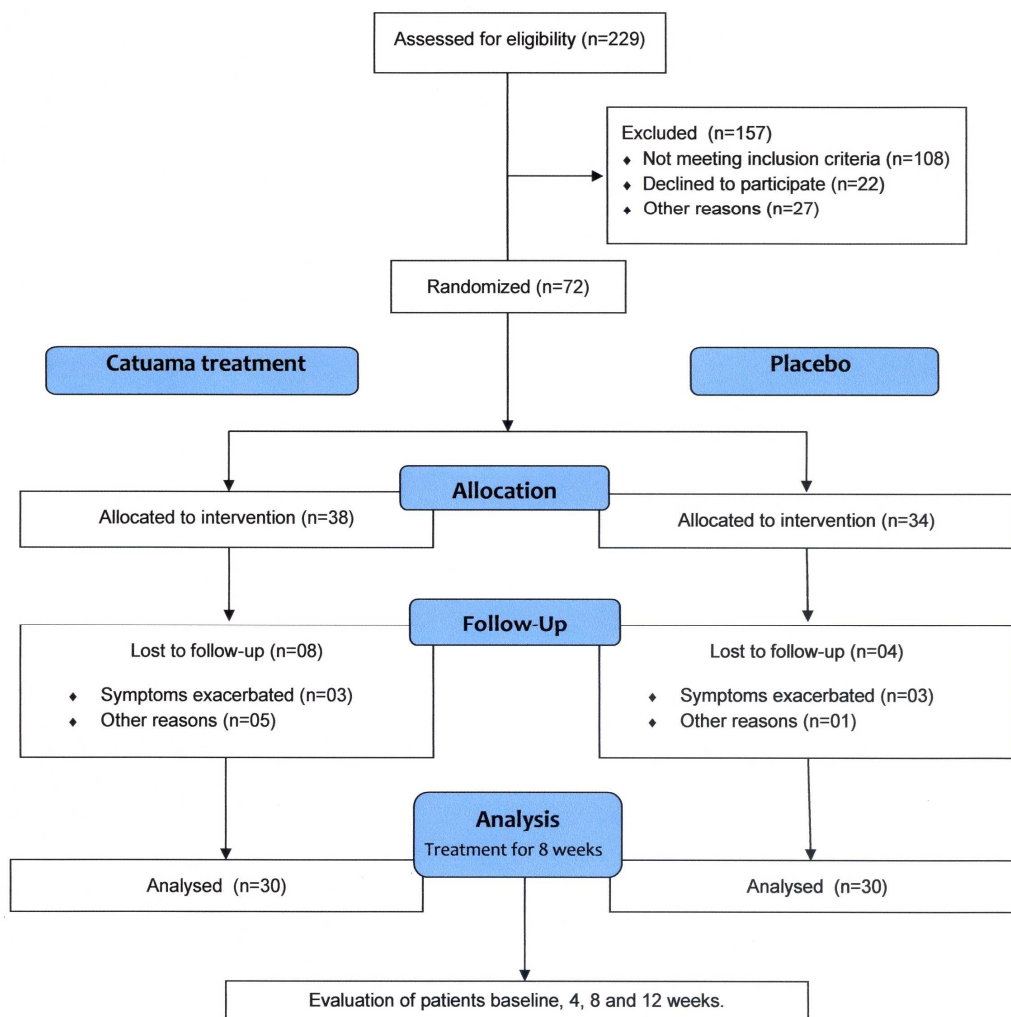 Assessed for eligibility (n=229)
Excluded (n=157)
♦ Not meeting inclusion criteria (n=108)
♦ Declined to participate (n=22)
♦ Other reasons (n=27)
Randomized (n=72)
Catuama treatment
Placebo
Allocation
Allocated to intervention (n=38)
Allocated to intervention (n=34)
Follow-Up
Lost to follow-up (n=08)
♦ Symptoms exacerbated (n=03)
♦ Other reasons (n=05)
Lost to follow-up (n=04)
♦ Symptoms exacerbated (n=03)
♦ Other reasons (n=01)
Analysis
Treatment for 8 weeks
Analysed (n=30)
Analysed (n=30)
Evaluation of patients baseline, 4, 8 and 12 weeks.